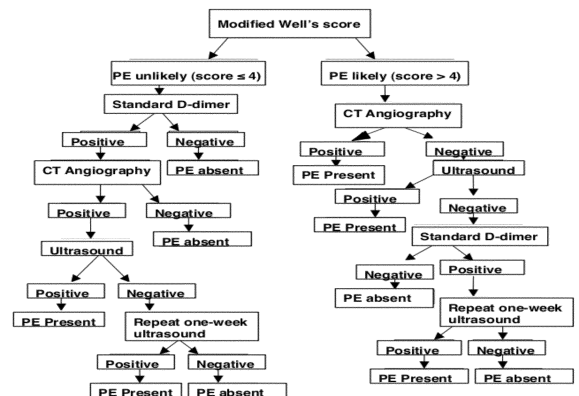 Modified Well's score
PE unlikely (score ≤ 4)
PE likely (score > 4)
Standard D-dimer
CT Angiography
Positive
Negative
Positive
Negative
CT Angiography
PE absent
PE Present
Ultrasound
Positive
Positive
Negative
Negative
PE absent
PE Present
Standard D-dimer
Ultrasound
Negative
Positive
Positive
Negative
PE absent
PE Present
Repeat one-week
ultrasound
Repeat one-week
ultrasound
Positive
Negative
Positive
Negative
PE Present
PE absent
PE Present
PE absent